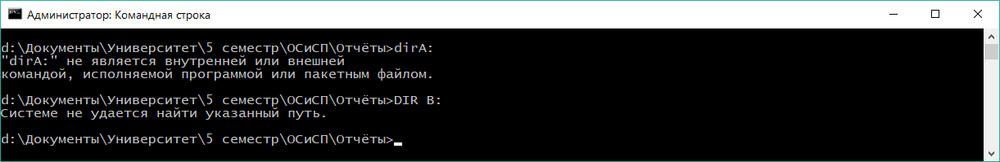 Администратор: Командная строка
d:\Документы\Университет\5 семестр\ОСиСП\Отчёты>dirA:
"dirA:" не является внутренней или внешней
командой, исполняемой программой или пакетным файлом.
d:\Документы\Университет\5 семестр\ОСиСП\Отчёты>DIR B:
Системе не удается найти указанный путь.
d:\Документы\Университет\5 семестр\ОСиСП\Отчёты>